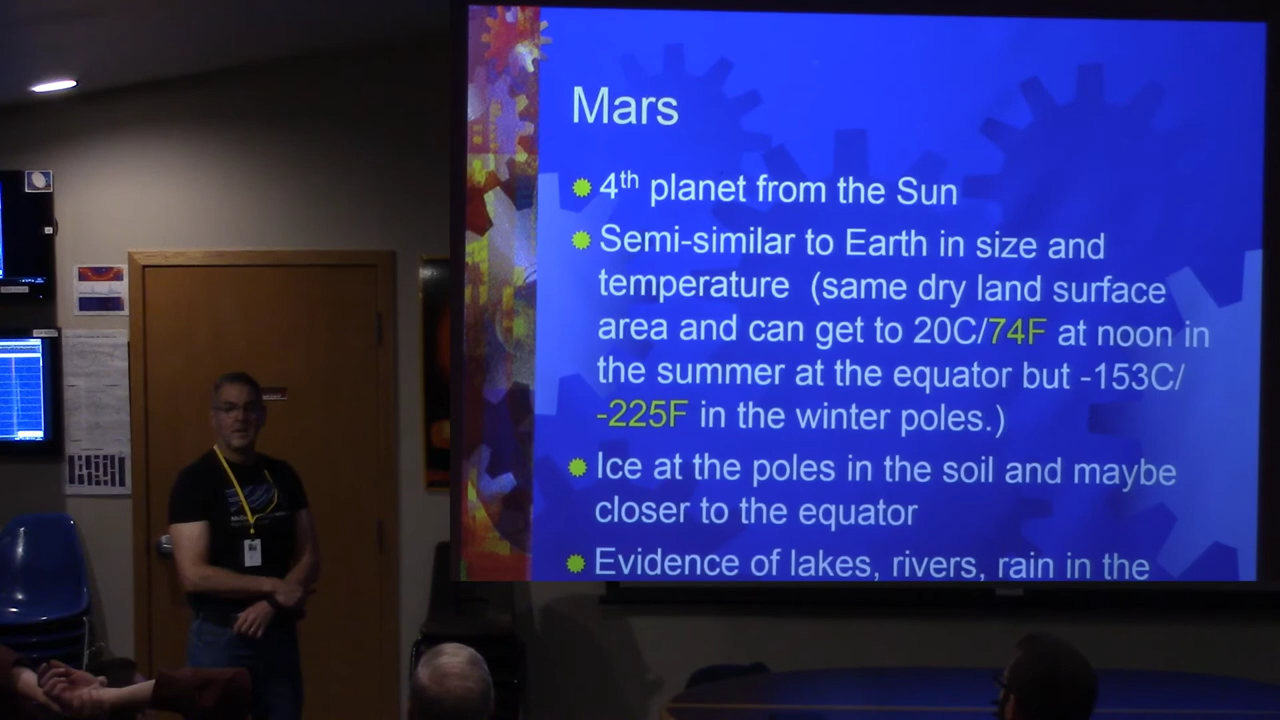 Mars
4th planet from the Sun
Semi-similar to Earth in size and
temperature (same dry land surface
area and can get to 20C/74F at noon in
the summer at the equator but -153C/
-225F in the winter poles.)
Ice at the poles in the soil and maybe
closer to the equator
Evidence of lakes, rivers, rain in the